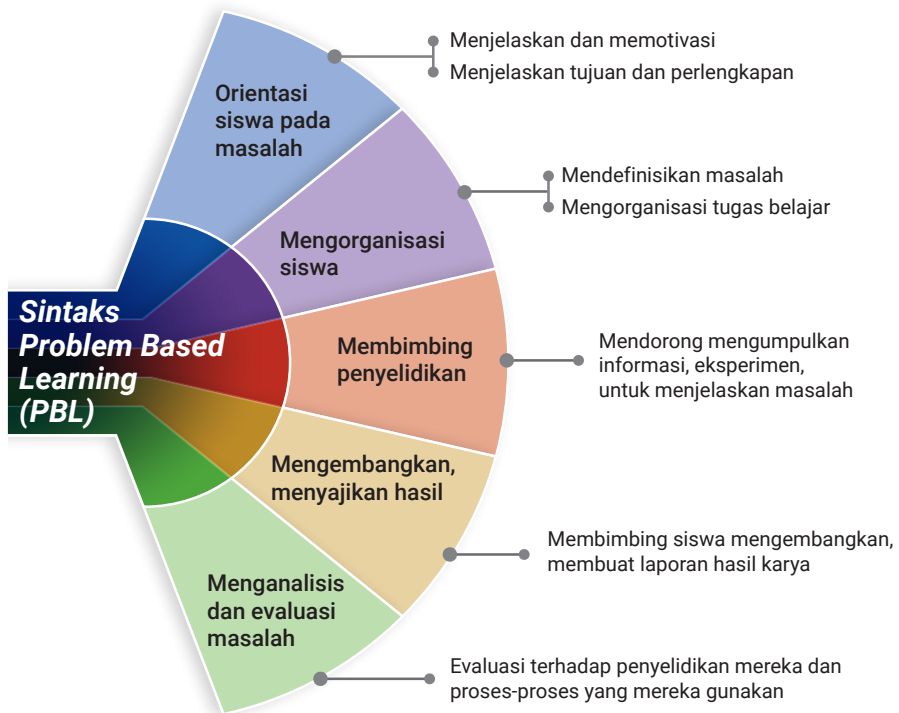 Sintaks
Problem Based
Learning
(PBL)
Orientasi
siswa pada
masalah
Menjelaskan dan memotivasi
Menjelaskan tujuan dan perlengkapan
Mengorganisasi
siswa
Mendefinisikan masalah
Mengorganisasi tugas belajar
Membimbing
penyelidikan
Mendorong mengumpulkan
informasi, eksperimen,
untuk menjelaskan masalah
Mengembangkan,
menyajikan hasil
Membimbing siswa mengembangkan,
membuat laporan hasil karya
Menganalisis
dan evaluasi
masalah
Evaluasi terhadap penyelidikan mereka dan
proses-proses yang mereka gunakan